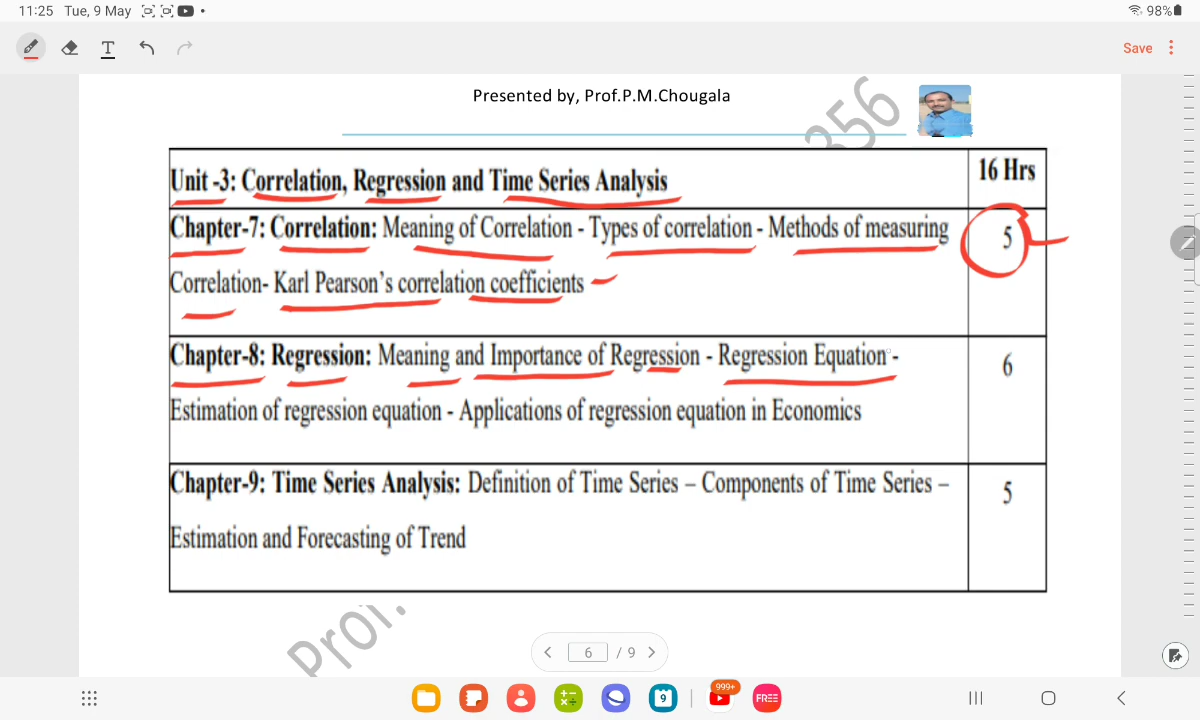 11:25 Tue, 9 May
98%
T
Save
Presented by, Prof.P.M.Chougala
356
Unit -3: Correlation, Regression and Time Series Analysis
16 Hrs
Chapter-7: Correlation: Meaning of Correlation - Types of correlation - Methods of measuring
5
Correlation- Karl Pearson's correlation coefficients
Chapter-8: Regression: Meaning and Importance of Regression - Regression Equation -
6
Estimation of regression equation - Applications of regression equation in Economics
Chapter-9: Time Series Analysis: Definition of Time Series – Components of Time Series –
5
Estimation and Forecasting of Trend
Prof.
6 / 9
9
999+
FREE